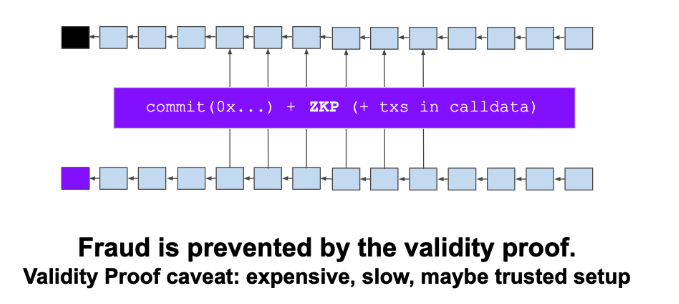 commit(0x...) + ZKP (+ txs in calldata)
Fraud is prevented by the validity proof.
Validity Proof caveat: expensive, slow, maybe trusted setup